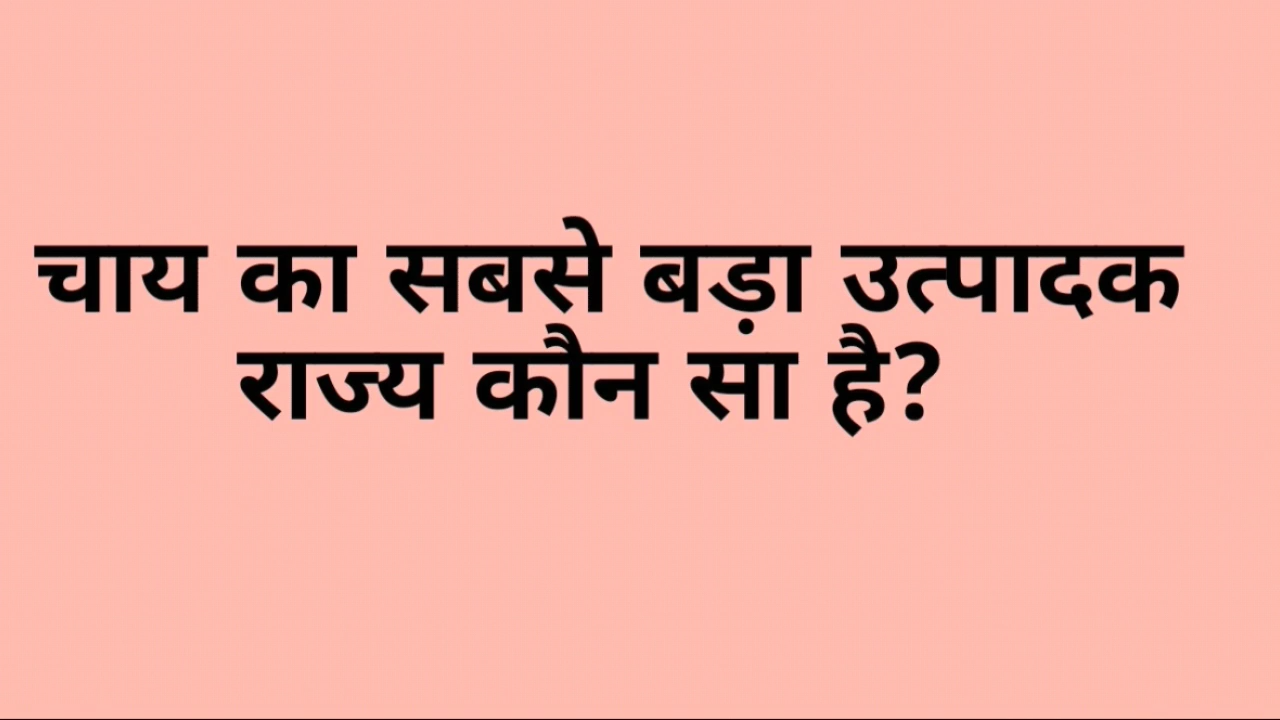 चाय का सबसे बड़ा उत्पादक
राज्य कौन सा है?